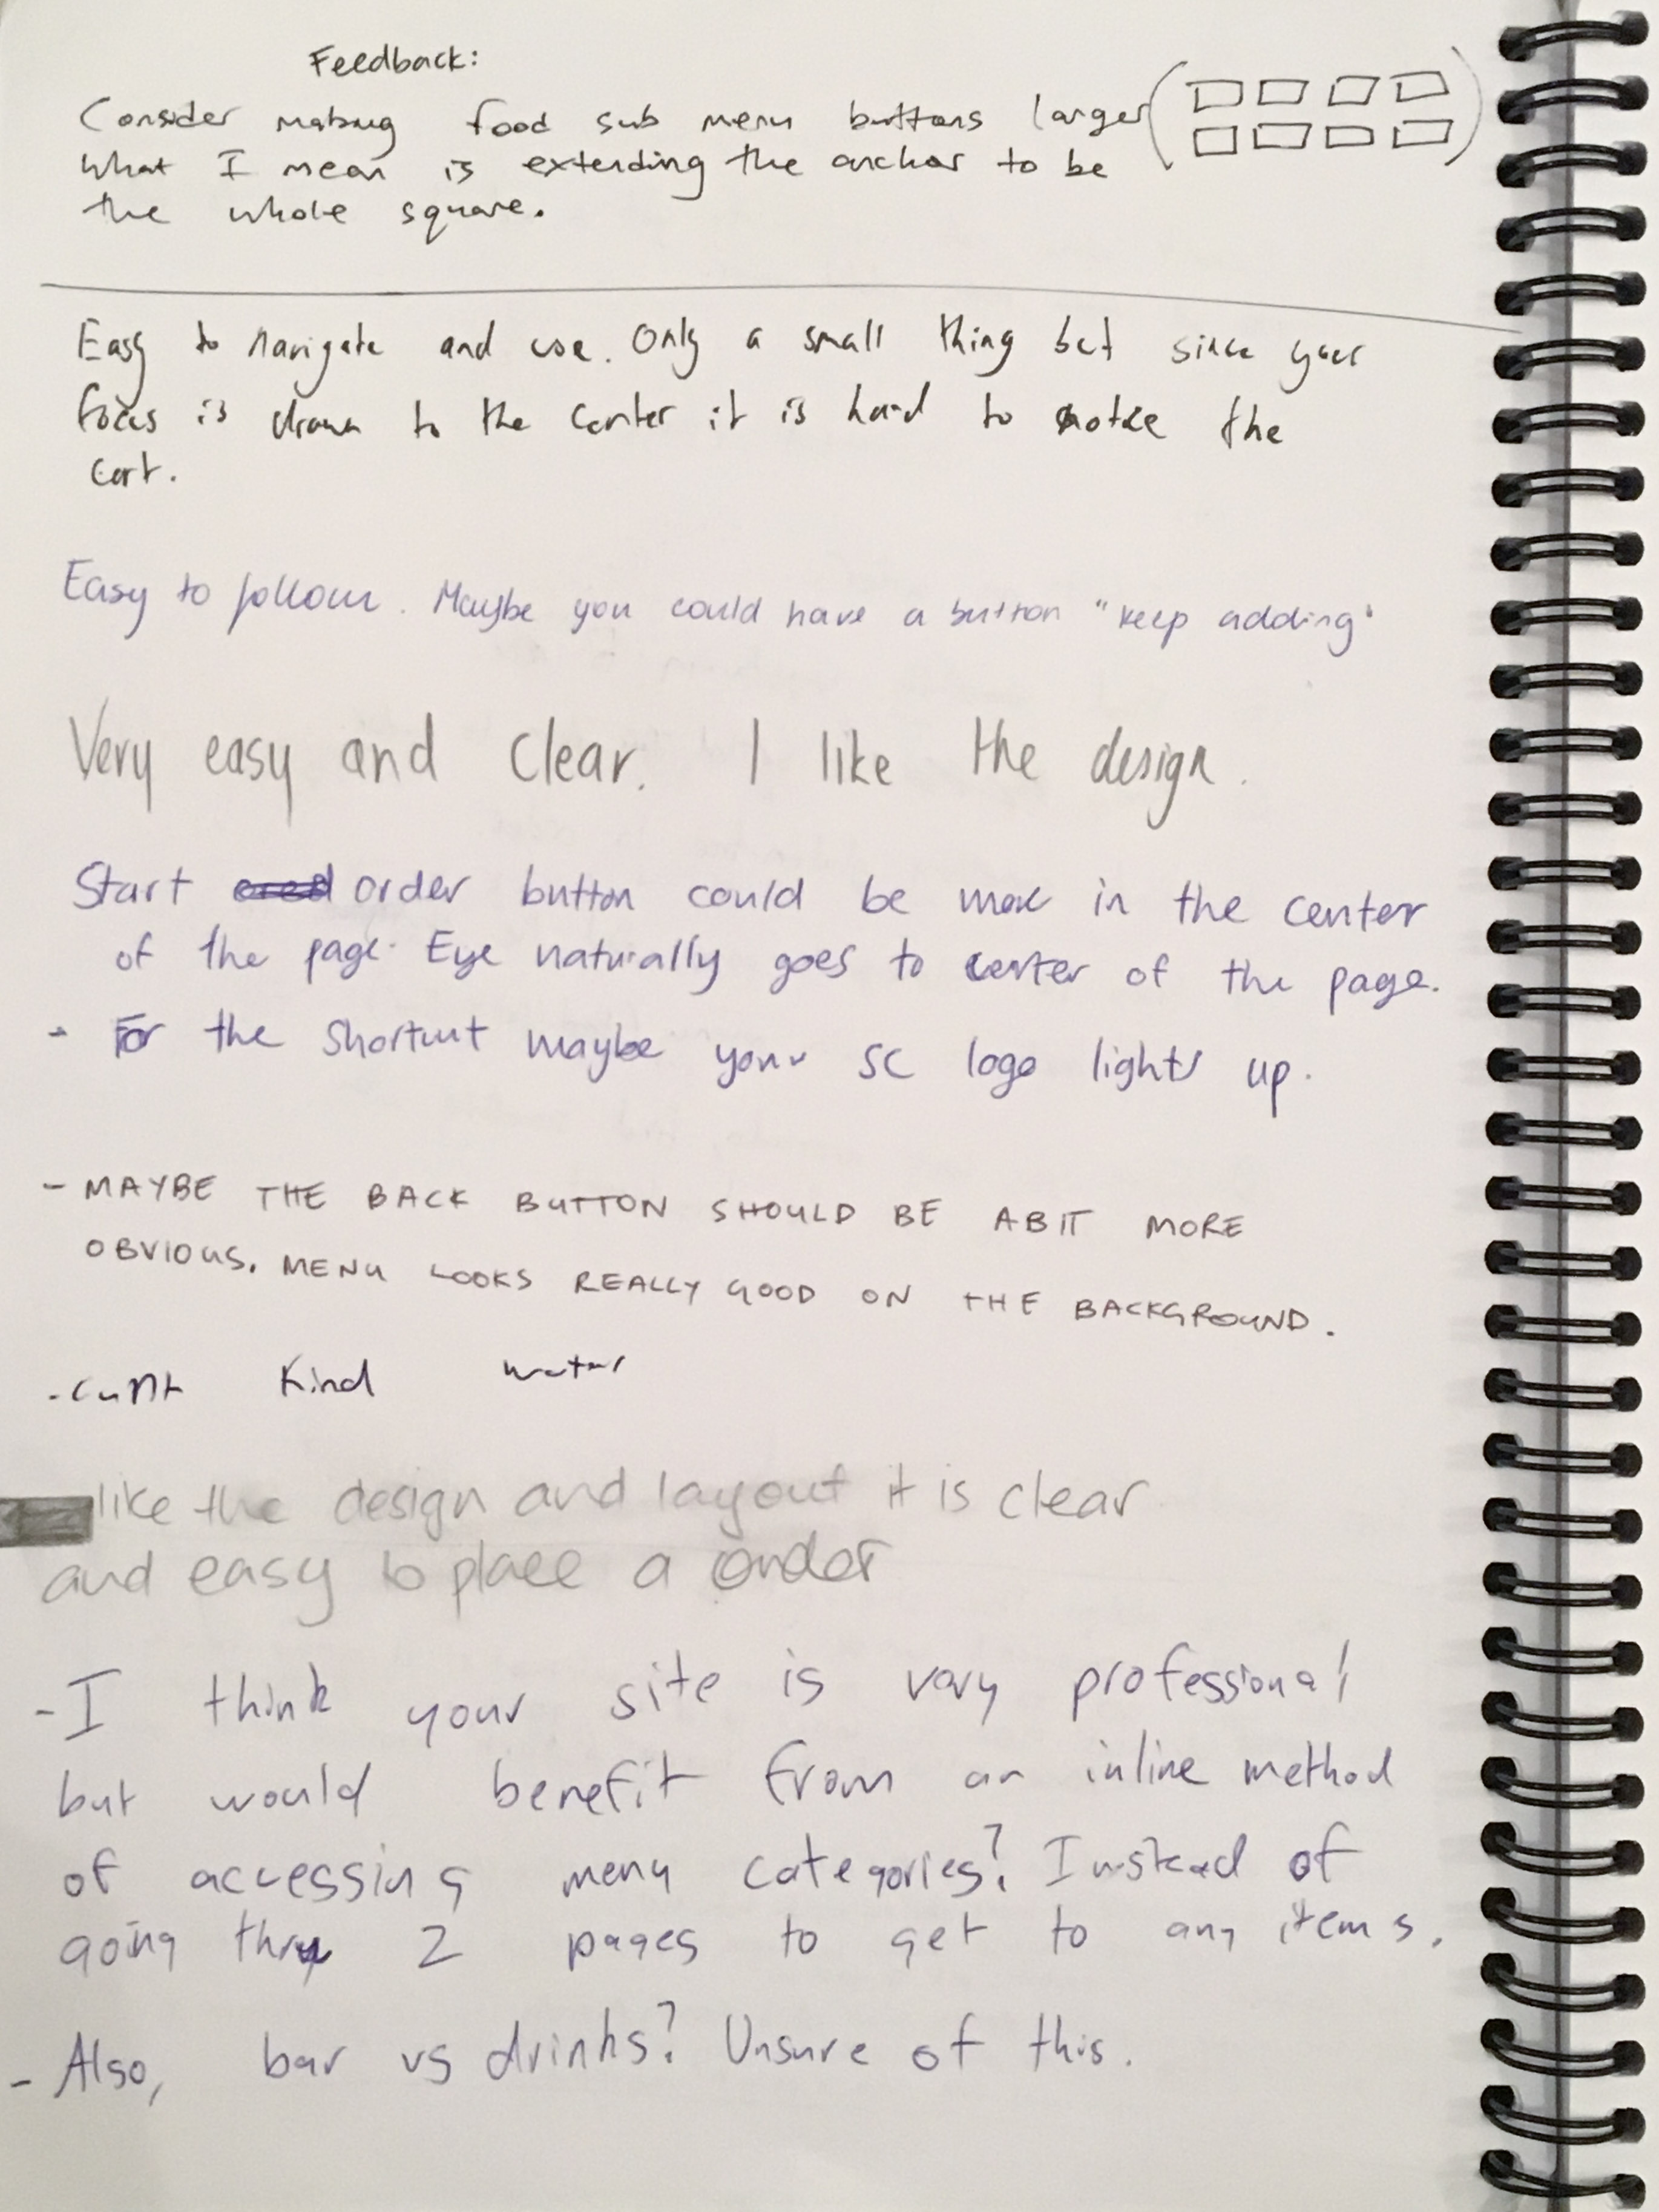 Feedback:
Consider making food sub menu buttons larger
What I mean is extending the anchor to be
the whole square.
Easy to navigate and use. Only a small thing but since your
focus is drawn to the center it is hard to notice the
cart.
Easy to follow. Maybe you could have a button "keep adding"
Very easy and clear. I like the design.
Start order button could be more in the center
of the page. Eye naturally goes to center of the page.
- For the shortcut maybe your SC logo lights up.
- MAYBE THE BACK BUTTON SHOULD BE ABIT MORE
OBVIOUS. MENU LOOKS REALLY GOOD ON THE BACKGROUND.
- Kind water
like the design and layout it is clear
and easy to place a order
- I think your site is very professional
but would benefit from an inline method
of accessing menu categories? Instead of
going thru 2 pages to get to any items.
- Also, bar vs drinks? Unsure of this.